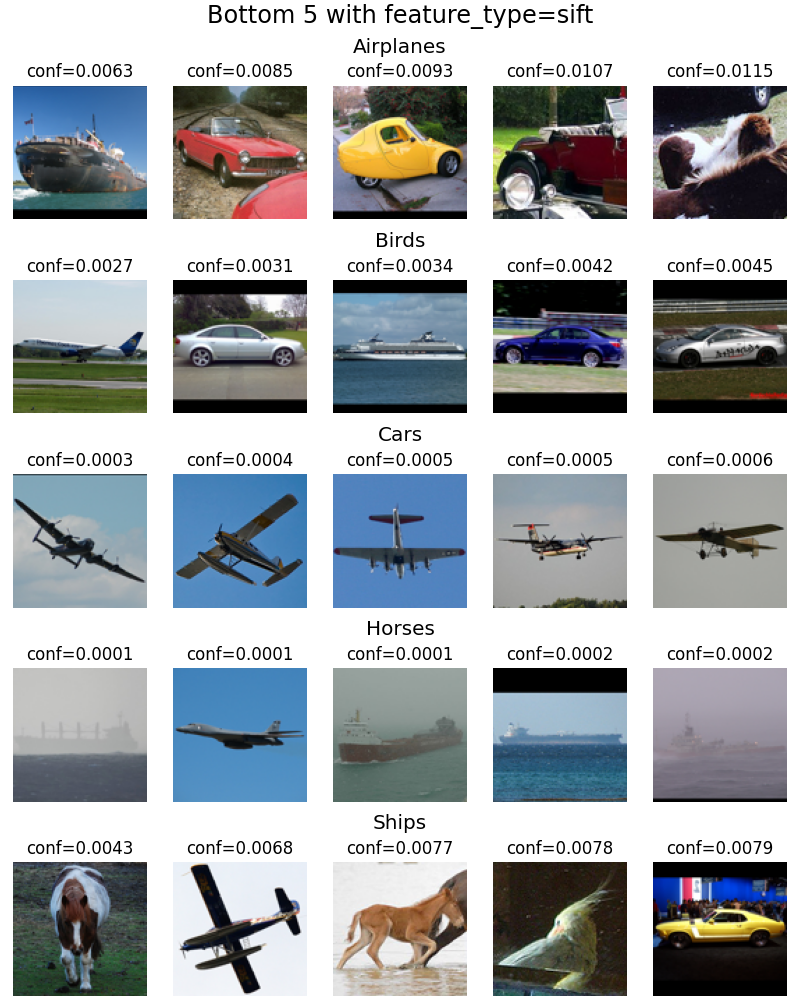 Bottom 5 with feature_type=sift
Airplanes
conf=0.0063 conf=0.0085 conf=0.0093 conf=0.0107 conf=0.0115
Birds
conf=0.0027 conf=0.0031 conf=0.0034 conf=0.0042 conf=0.0045
Cars
conf=0.0003 conf=0.0004 conf=0.0005 conf=0.0005 conf=0.0006
Horses
conf=0.0001 conf=0.0001 conf=0.0001 conf=0.0002 conf=0.0002
Ships
conf=0.0043 conf=0.0068 conf=0.0077 conf=0.0078 conf=0.0079